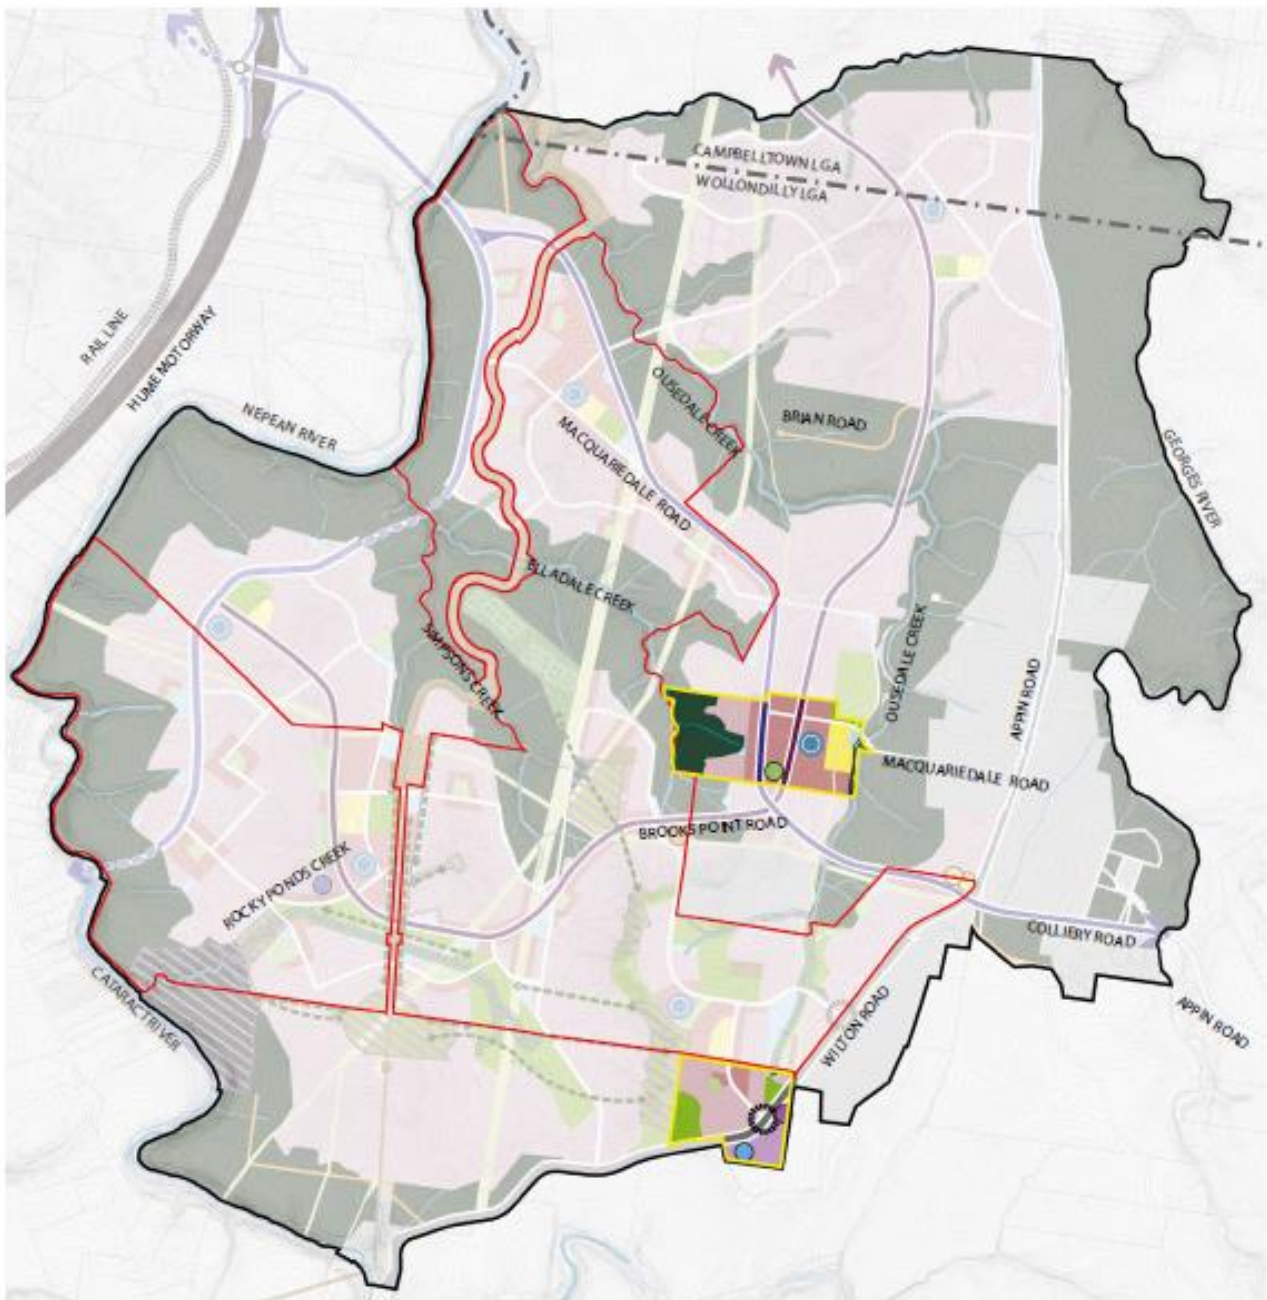 CAMPBELLTOWN LGA
WOLLONDILLY LGA
RAIL LINE
HUME MOTORWAY
NEPEAN RIVER
OUSEDALE CREEK
BRIAN ROAD
MACQUARIEDALE ROAD
GEORGES RIVER
ELLADALE CREEK
SIMPSONS CREEK
OUSEDALE CREEK
APPIN ROAD
MACQUARIEDALE ROAD
BROOKS POINT ROAD
ROCKY PONDS CREEK
COLLIERY ROAD
CATARACT RIVER
WILTON ROAD
APPIN ROAD